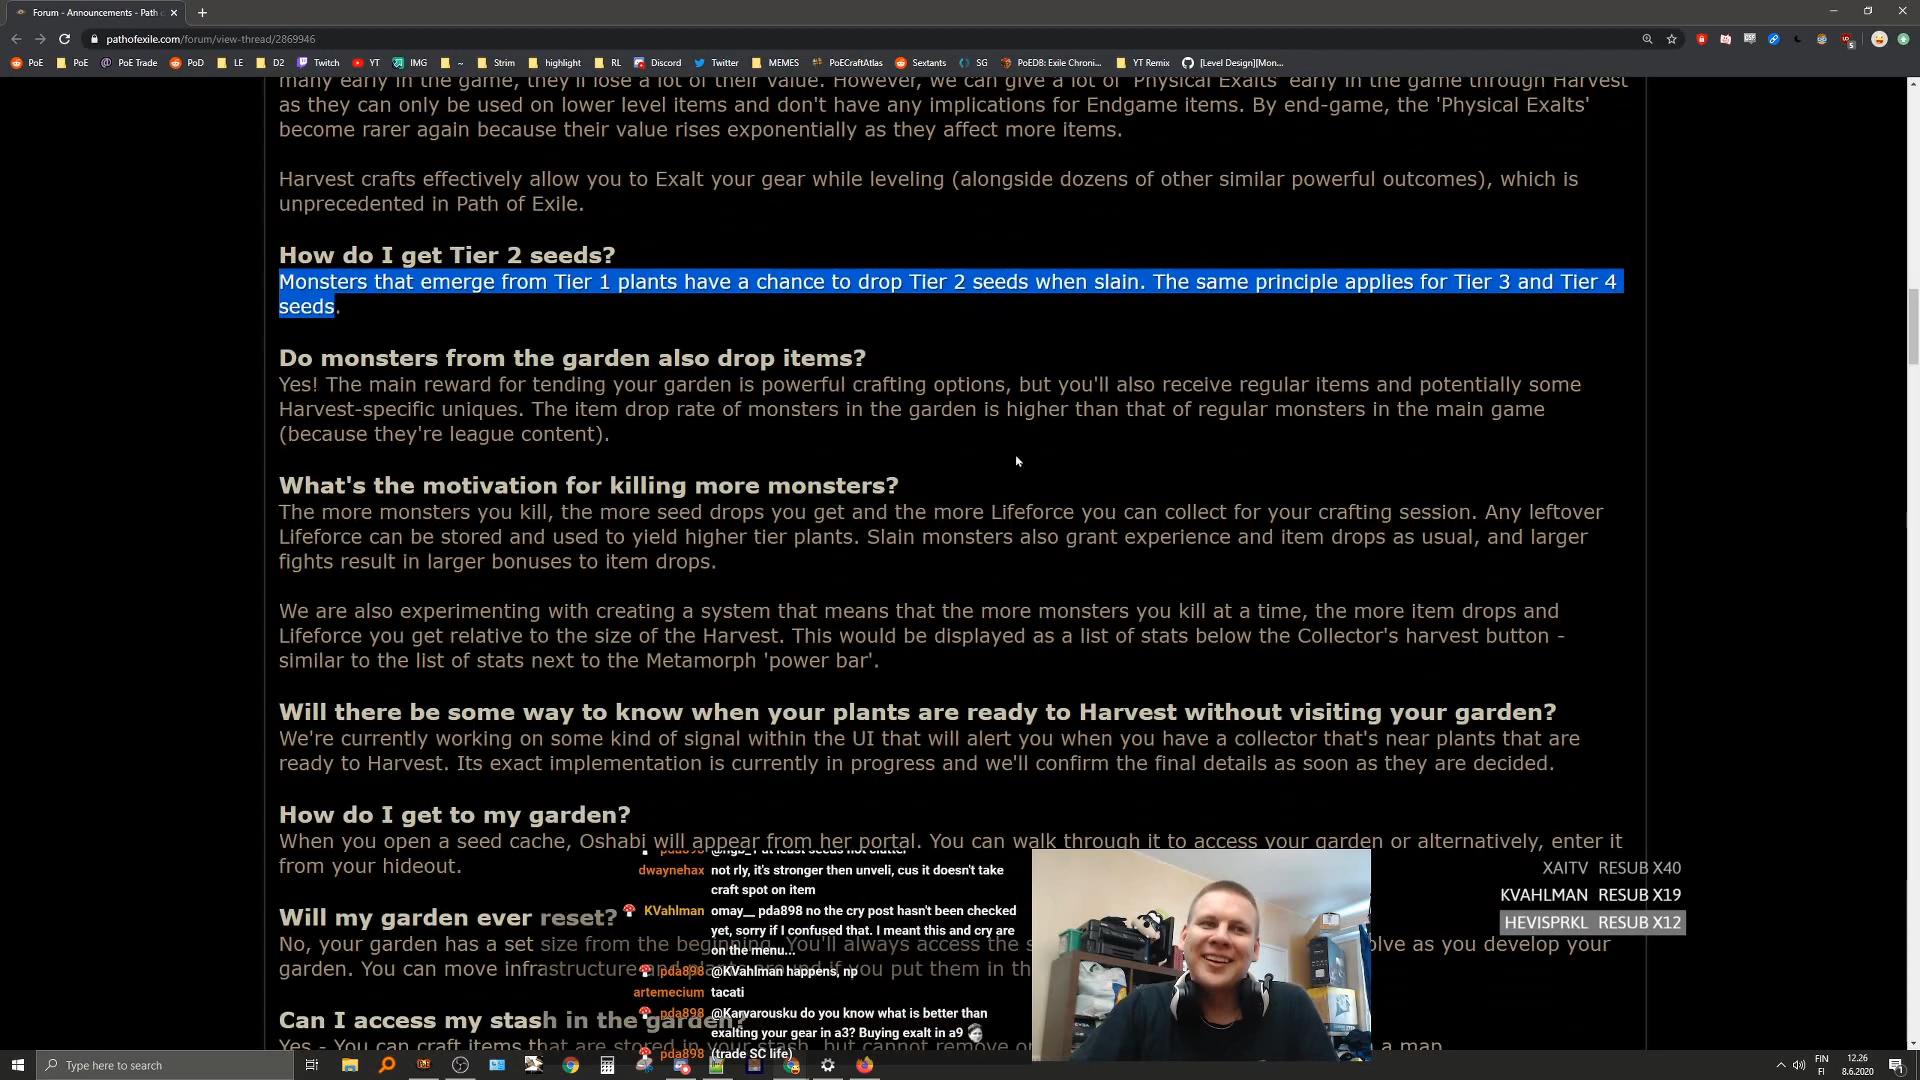 Forum - Announcements - Path
pathofexile.com/forum/view-thread/2869946
PoE PoE PoE Trade PoD LE D2 Twitch YT IMG ~ Strim highlight RL Discord Twitter MEMES PoECraftAtlas Sextants SG PoEDB: Exile Chroni... YT Remix [Level Design][Mon...
many early in the game, they'll lose a lot of their value. However, we can give a lot of 'Physical Exalts' early in the game through Harvest
as they can only be used on lower level items and don't have any implications for Endgame items. By end-game, the 'Physical Exalts'
become rarer again because their value rises exponentially as they affect more items.
Harvest crafts effectively allow you to Exalt your gear while leveling (alongside dozens of other similar powerful outcomes), which is
unprecedented in Path of Exile.
How do I get Tier 2 seeds?
Monsters that emerge from Tier 1 plants have a chance to drop Tier 2 seeds when slain. The same principle applies for Tier 3 and Tier 4
seeds.
Do monsters from the garden also drop items?
Yes! The main reward for tending your garden is powerful crafting options, but you'll also receive regular items and potentially some
Harvest-specific uniques. The item drop rate of monsters in the garden is higher than that of regular monsters in the main game
(because they're league content).
What's the motivation for killing more monsters?
The more monsters you kill, the more seed drops you get and the more Lifeforce you can collect for your crafting session. Any leftover
Lifeforce can be stored and used to yield higher tier plants. Slain monsters also grant experience and item drops as usual, and larger
fights result in larger bonuses to item drops.
We are also experimenting with creating a system that means that the more monsters you kill at a time, the more item drops and
Lifeforce you get relative to the size of the Harvest. This would be displayed as a list of stats below the Collector's harvest button -
similar to the list of stats next to the Metamorph 'power bar'.
Will there be some way to know when your plants are ready to Harvest without visiting your garden?
We're currently working on some kind of signal within the UI that will alert you when you have a collector that's near plants that are
ready to Harvest. Its exact implementation is currently in progress and we'll confirm the final details as soon as they are decided.
How do I get to my garden?
When you open a seed cache, Oshabi will appear from her portal. You can walk through it to access your garden or alternatively, enter it
from your hideout.
Will my garden ever reset?
No, your garden has a set size from the beginning. You'll always access the
olve as you develop your
garden. You can move infrastructure and plants around if you put them in th
Can I access my stash in the garden?
Yes - You can craft items that are stored in your stash, but cannot remove or
a map
dwaynehax not rly, it's stronger then unveli, cus it doesn't take
craft spot on item
KVahlman omay__ pda898 no the cry post hasn't been checked
yet, sorry if I confused that. I meant this and cry are
on the menu...
pda898 @KVahlman happens, np
artemecium tacati
pda898 @Karvarousku do you know what is better than
exalting your gear in a3? Buying exalt in a9
pda898 (trade SC life)
XAITV RESUB X40
KVAHLMAN RESUB X19
HEVISPRKL RESUB X12
Type here to search
FIN
FI
12.26
8.6.2020